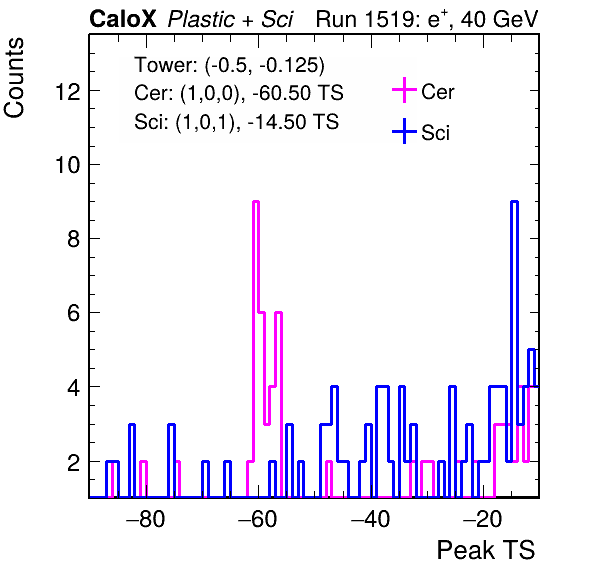 CaloX Plastic + Sci Run 1519: e+, 40 GeV
Counts
Tower: (-0.5, -0.125)
Cer: (1,0,0), -60.50 TS
Sci: (1,0,1), -14.50 TS
Cer
Sci
12
10
8
6
4
2
−80 −60 −40 −20
Peak TS